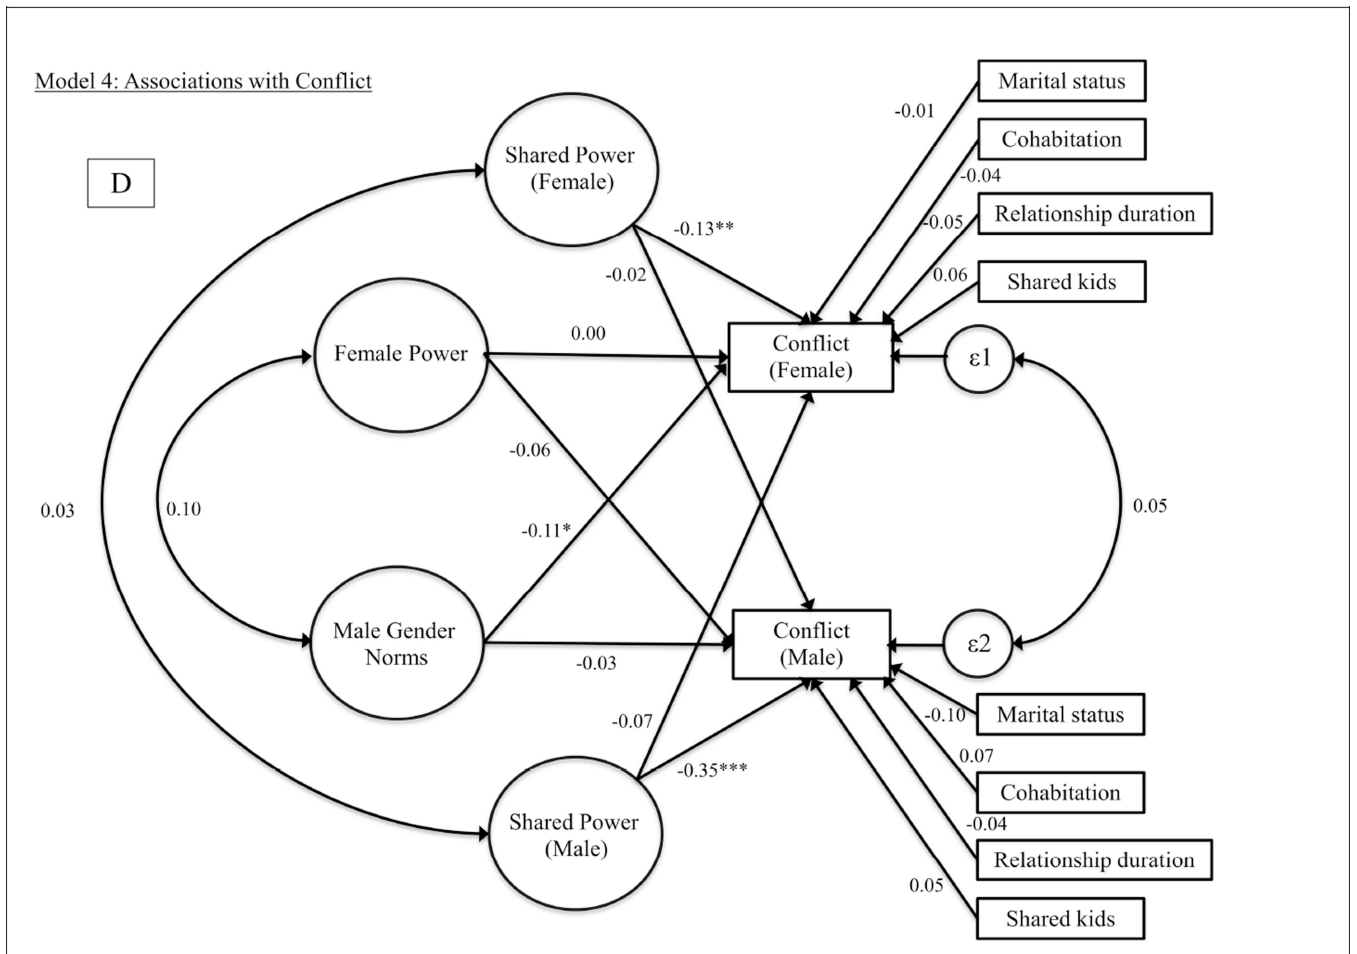 Model 4: Associations with Conflict
D
Shared Power
(Female)
Female Power
Male Gender
Norms
Shared Power
(Male)
0.03
0.10
-0.13**
-0.02
0.00
-0.06
-0.11*
-0.03
-0.07
-0.35***
Conflict
(Female)
Conflict
(Male)
Marital status
-0.01
Cohabitation
-0.04
Relationship duration
-0.05
Shared kids
0.06
ε1
0.05
ε2
Marital status
-0.10
Cohabitation
0.07
Relationship duration
-0.04
Shared kids
0.05